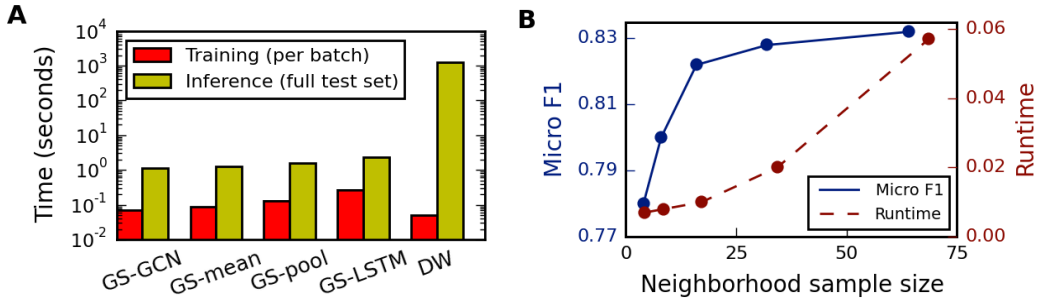 A
Time (seconds)
10^4
10^3
10^2
10^1
10^0
10^-1
10^-2
Training (per batch)
Inference (full test set)
GS-GCN
GS-mean
GS-pool
GS-LSTM
DW
B
Micro F1
0.83
0.81
0.79
0.77
0.06
0.04
0.02
0.00
Runtime
Micro F1
Runtime
0
25
50
75
Neighborhood sample size